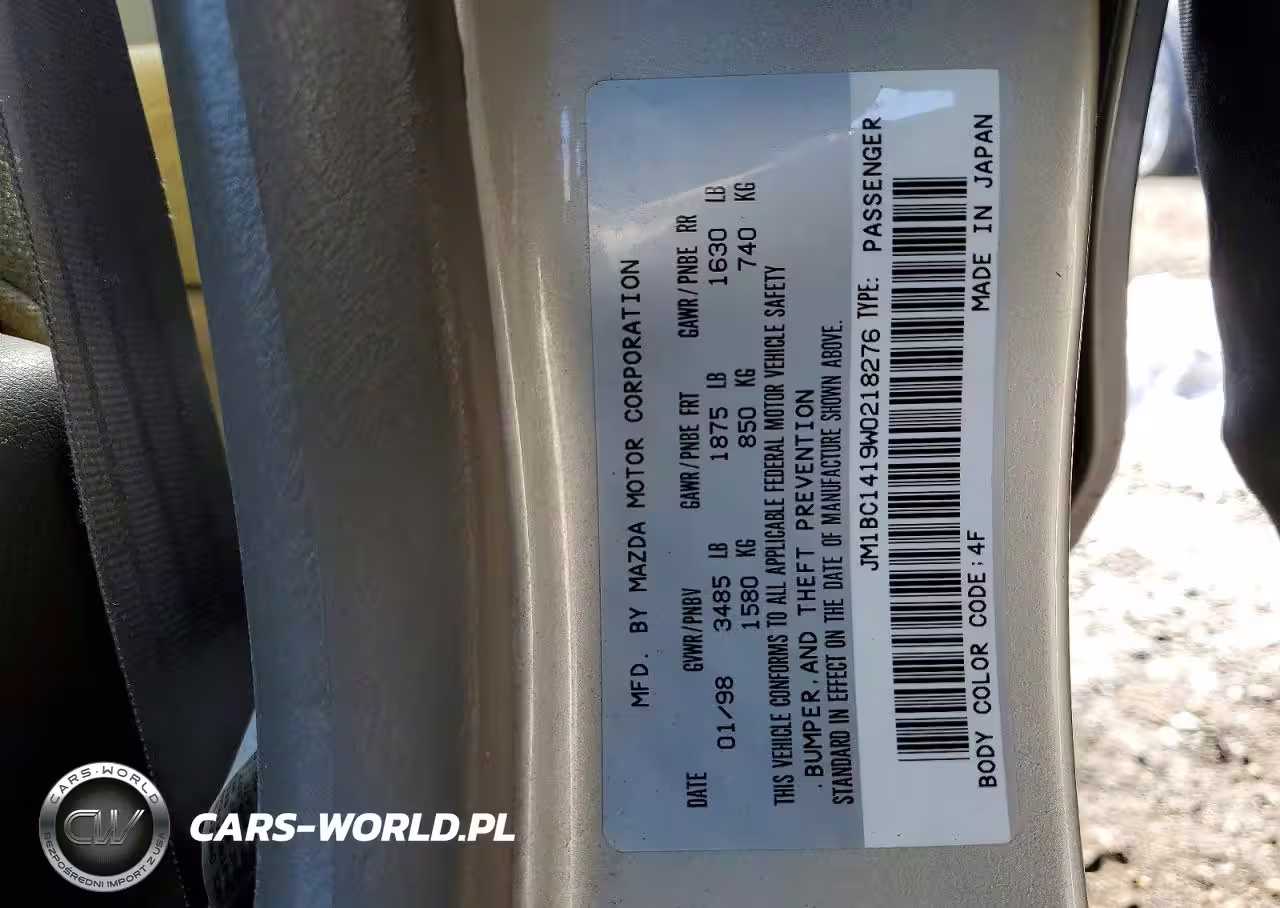 MFD. BY MAZDA MOTOR CORPORATION
DATE GVWR/PNBV GAWR/PNBE FRT GAWR/PNBE RR
01/98 3485 LB 1875 LB 1630 LB
1580 KG 850 KG 740 KG
THIS VEHICLE CONFORMS TO ALL APPLICABLE FEDERAL MOTOR VEHICLE SAFETY
.BUMPER,AND THEFT PREVENTION
STANDARD IN EFFECT ON THE DATE OF MANUFACTURE SHOWN ABOVE.
JM1BC1419W0218276 TYPE: PASSENGER
BODY COLOR CODE:4F MADE IN JAPAN
CARS-WORLD
CW
BEZPOŚREDNI IMPORT Z USA
CARS-WORLD.PL